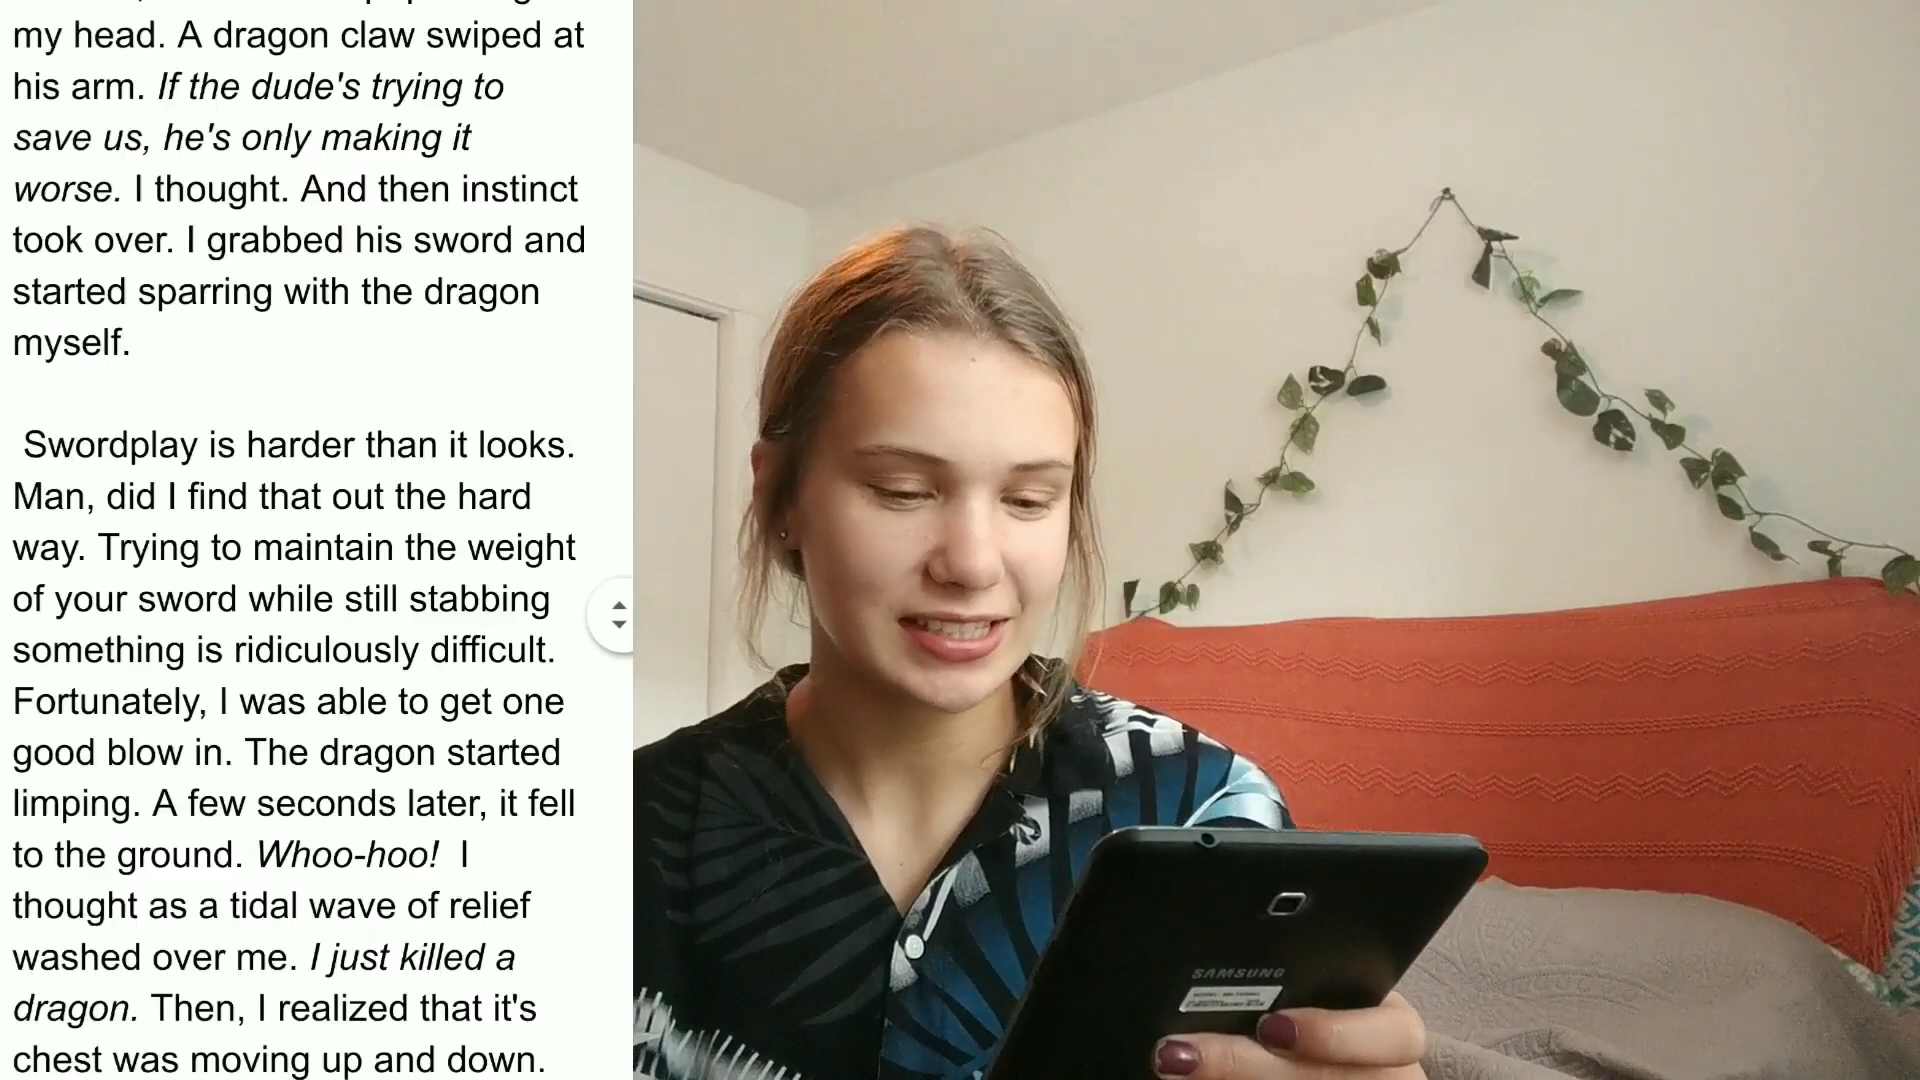 my head. A dragon claw swiped at
his arm. If the dude's trying to
save us, he's only making it
worse. I thought. And then instinct
took over. I grabbed his sword and
started sparring with the dragon
myself.
Swordplay is harder than it looks.
Man, did I find that out the hard
way. Trying to maintain the weight
of your sword while still stabbing
something is ridiculously difficult.
Fortunately, I was able to get one
good blow in. The dragon started
limping. A few seconds later, it fell
to the ground. Whoo-hoo! I
thought as a tidal wave of relief
washed over me. I just killed a
dragon. Then, I realized that it's
chest was moving up and down.
SAMSUNG